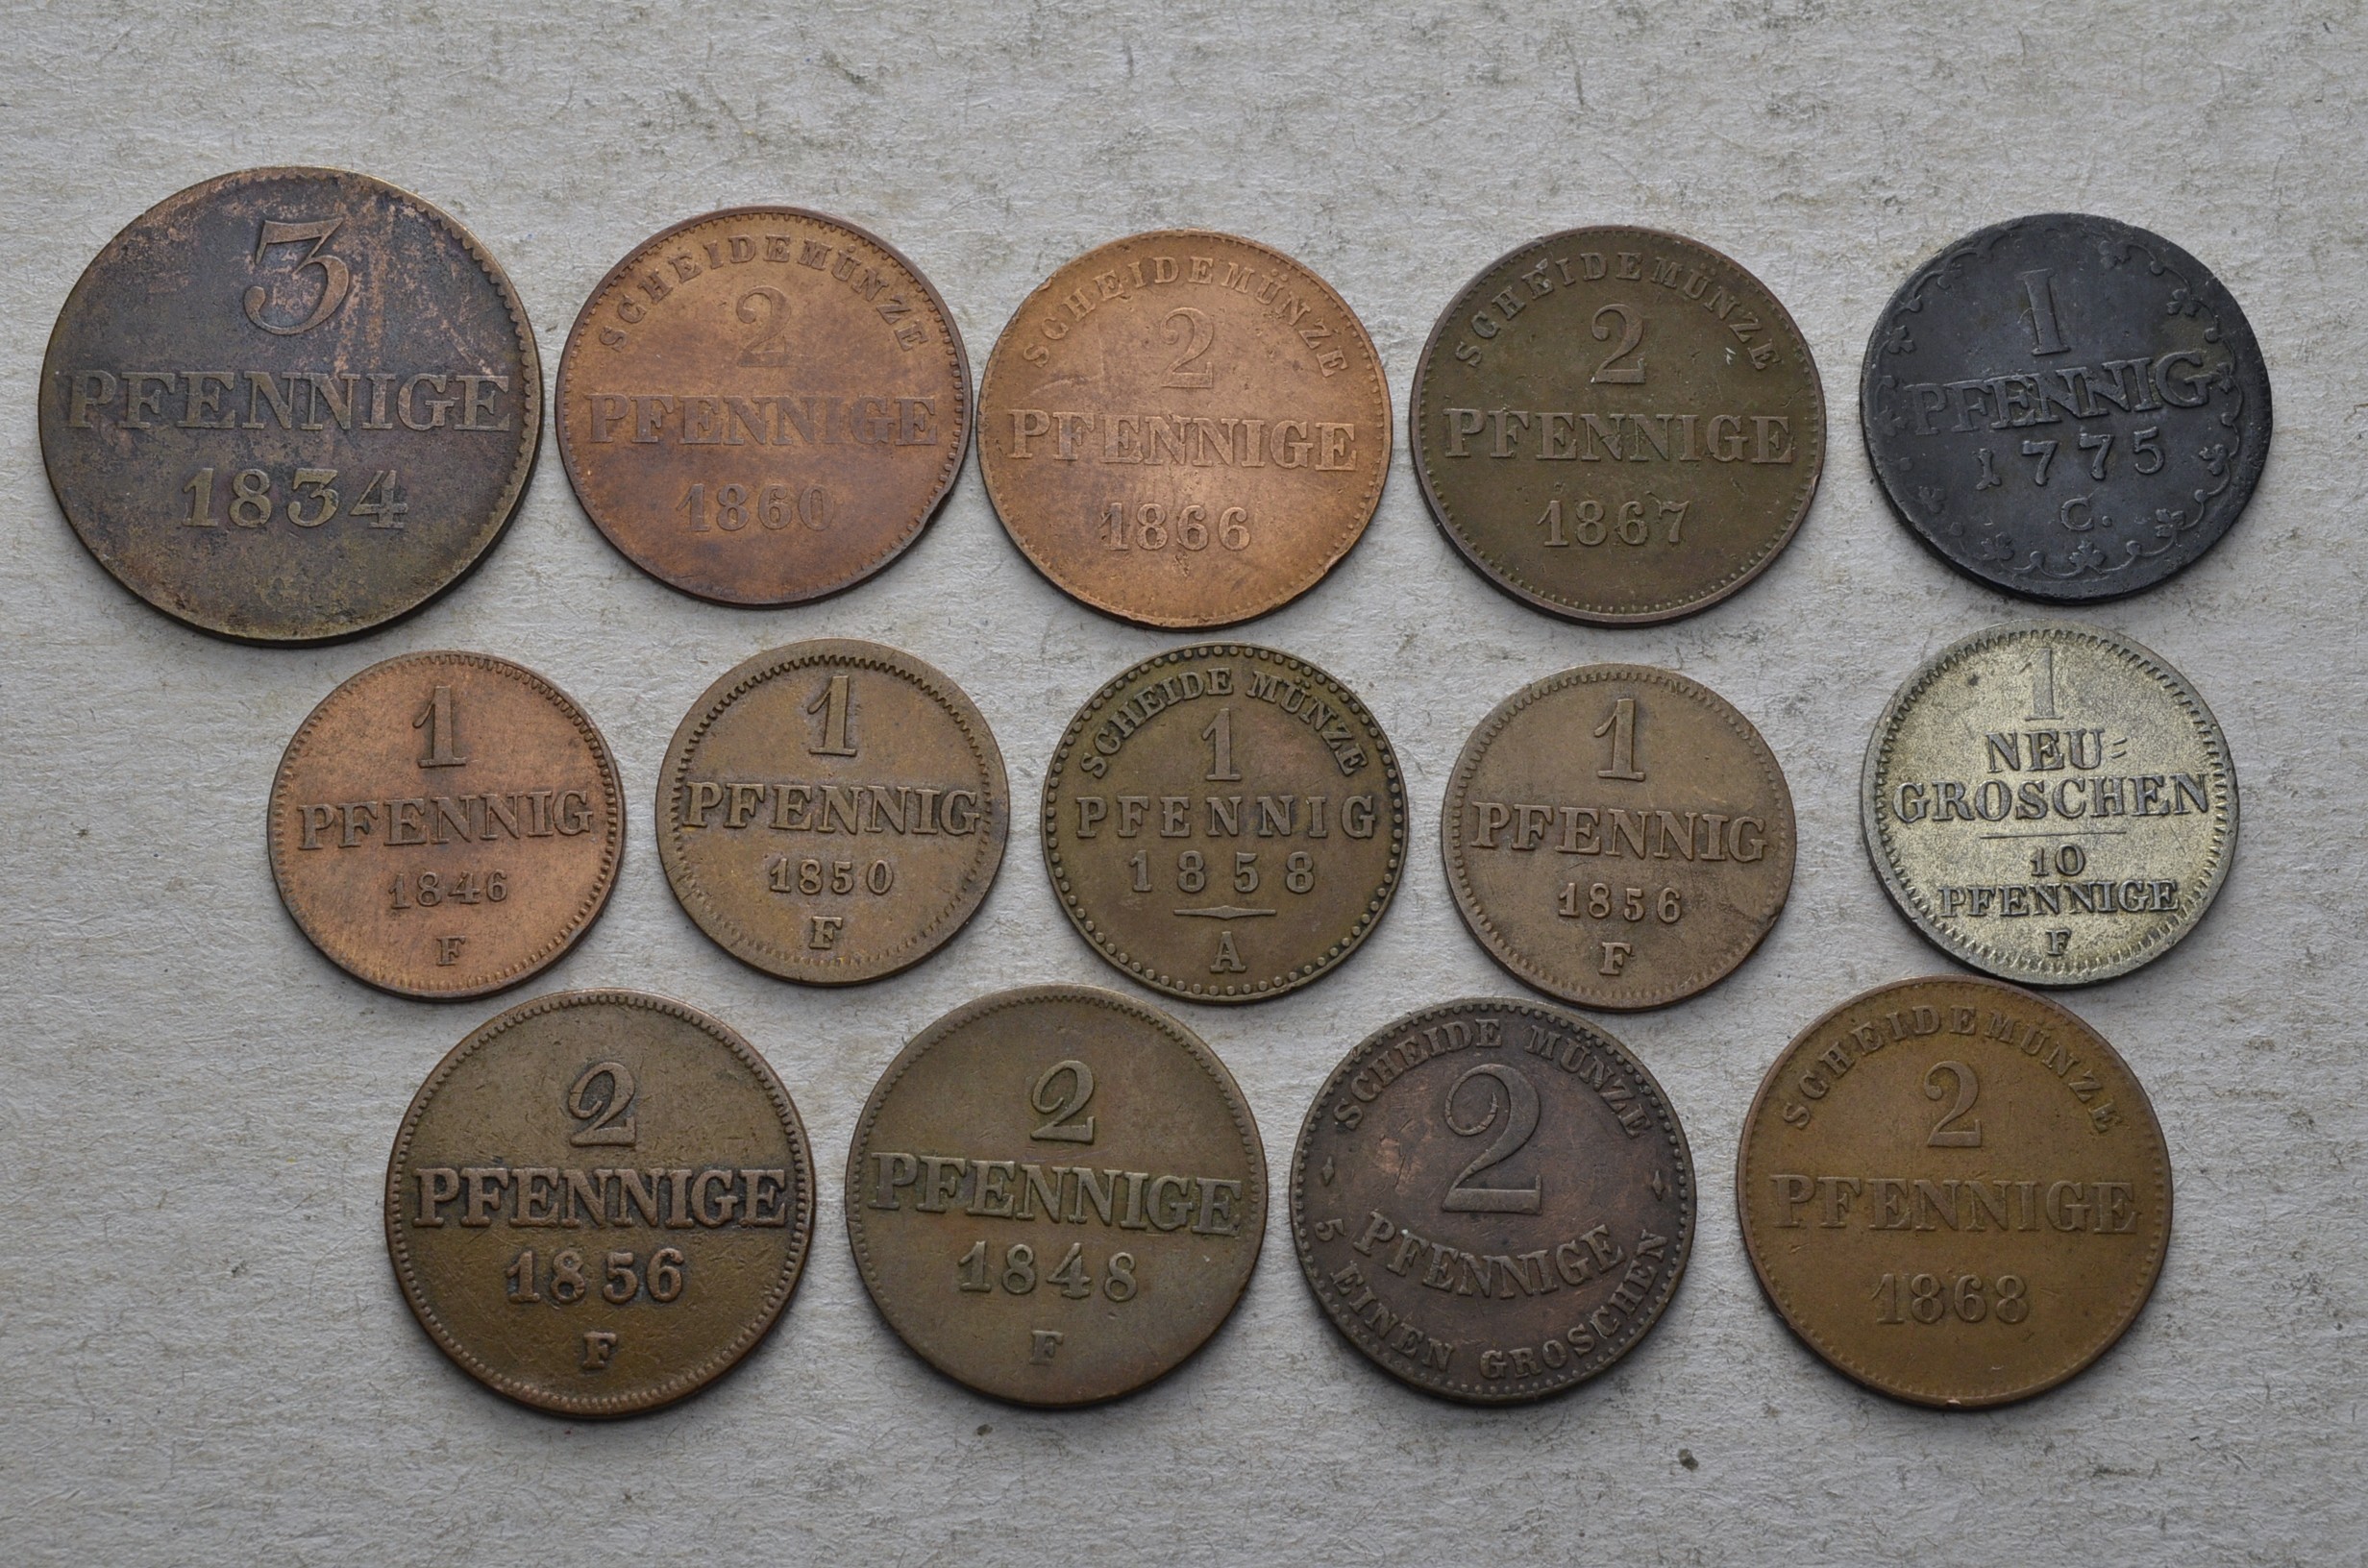 3
PFENNIGE
1834
SCHEIDEMÜNZE
2
PFENNIGE
1860
SCHEIDEMÜNZE
2
PFENNIGE
1866
SCHEIDEMÜNZE
2
PFENNIGE
1867
1
PFENNIG
1775
C.
1
PFENNIG
1846
F
1
PFENNIG
1850
F
SCHEIDE MÜNZE
1
PFENNIG
1858
A
1
PFENNIG
1856
F
1
NEU=
GROSCHEN
10
PFENNIGE
F
2
PFENNIGE
1856
F
2
PFENNIGE
1848
F
SCHEIDE MÜNZE
2
PFENNIGE
5 EINEN GROSCHEN
SCHEIDEMÜNZE
2
PFENNIGE
1868